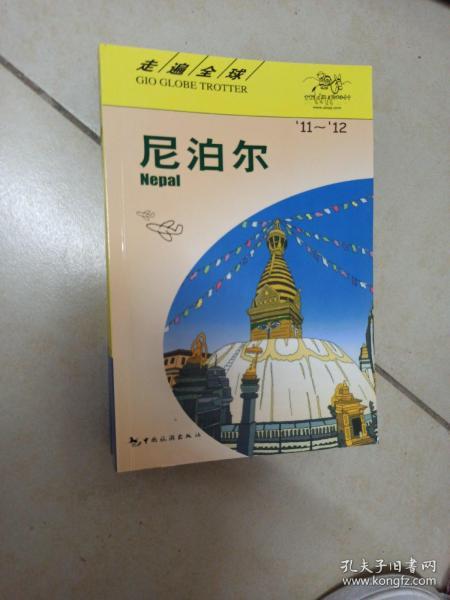 走遍全球
GIO GLOBE TROTTER
'11～'12
尼泊尔
Nepal
中国旅游出版社
孔夫子旧书网
www.kongfz.com